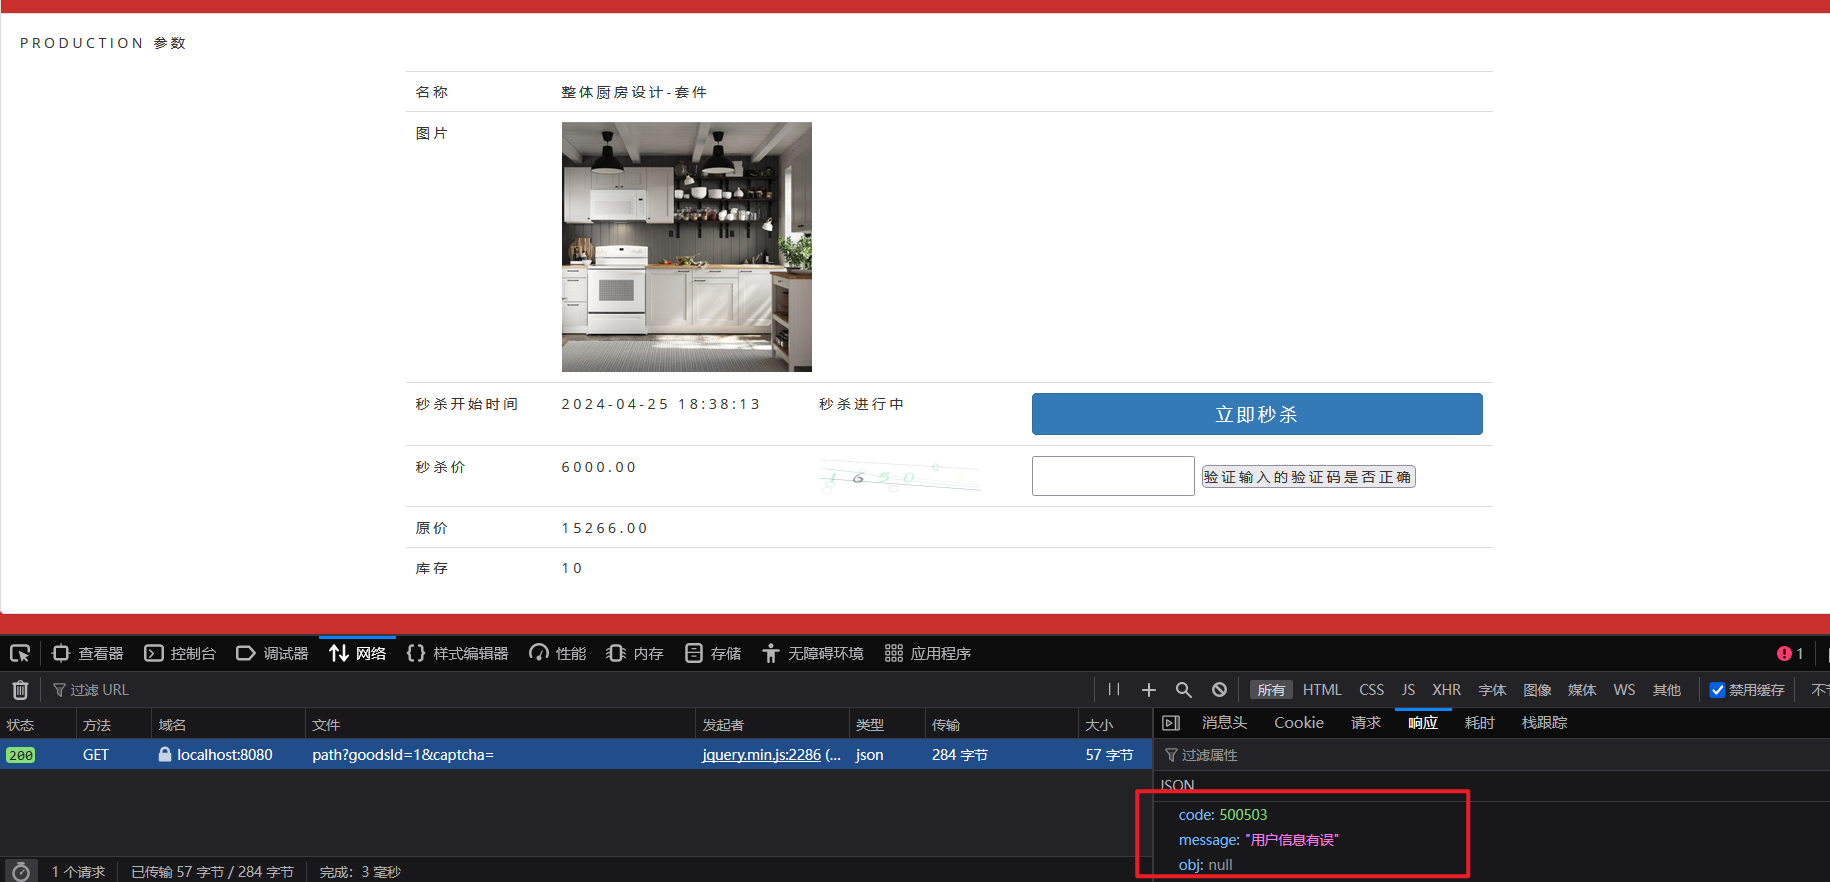 PRODUCTION 参数
名称 整体厨房设计-套件
图片
秒杀开始时间 2024-04-25 18:38:13 秒杀进行中 立即秒杀
秒杀价 6000.00 1650 验证输入的验证码是否正确
原价 15266.00
库存 10
查看器 控制台 调试器 网络 样式编辑器 性能 内存 存储 无障碍环境 应用程序 1
过滤 URL 所有 HTML CSS JS XHR 字体 图像 媒体 WS 其他 禁用缓存
状态 方法 域名 文件 发起者 类型 传输 大小 消息头 Cookie 请求 响应 耗时 栈跟踪
200 GET localhost:8080 path?goodsId=1&captcha= jquery.min.js:2286 (... json 284 字节 57 字节 过滤属性
JSON
code: 500503
message: "用户信息有误"
obj: null
1 个请求 已传输 57 字节 / 284 字节 完成：3 毫秒